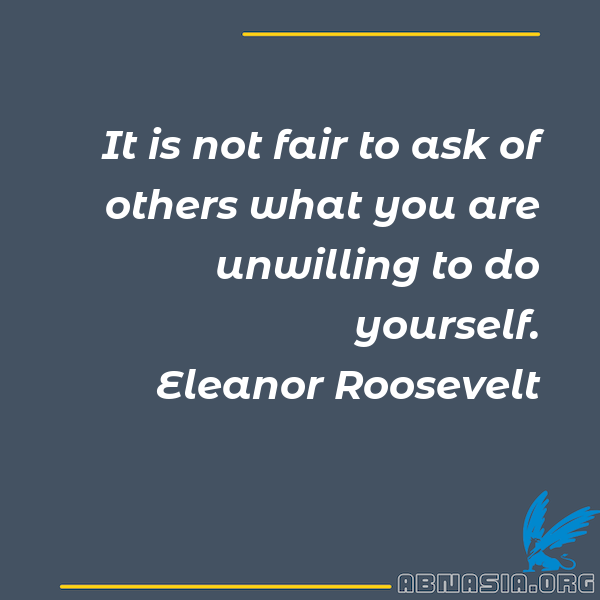 It is not fair to ask of
others what you are
unwilling to do
yourself.
Eleanor Roosevelt
ABNASIA.ORG